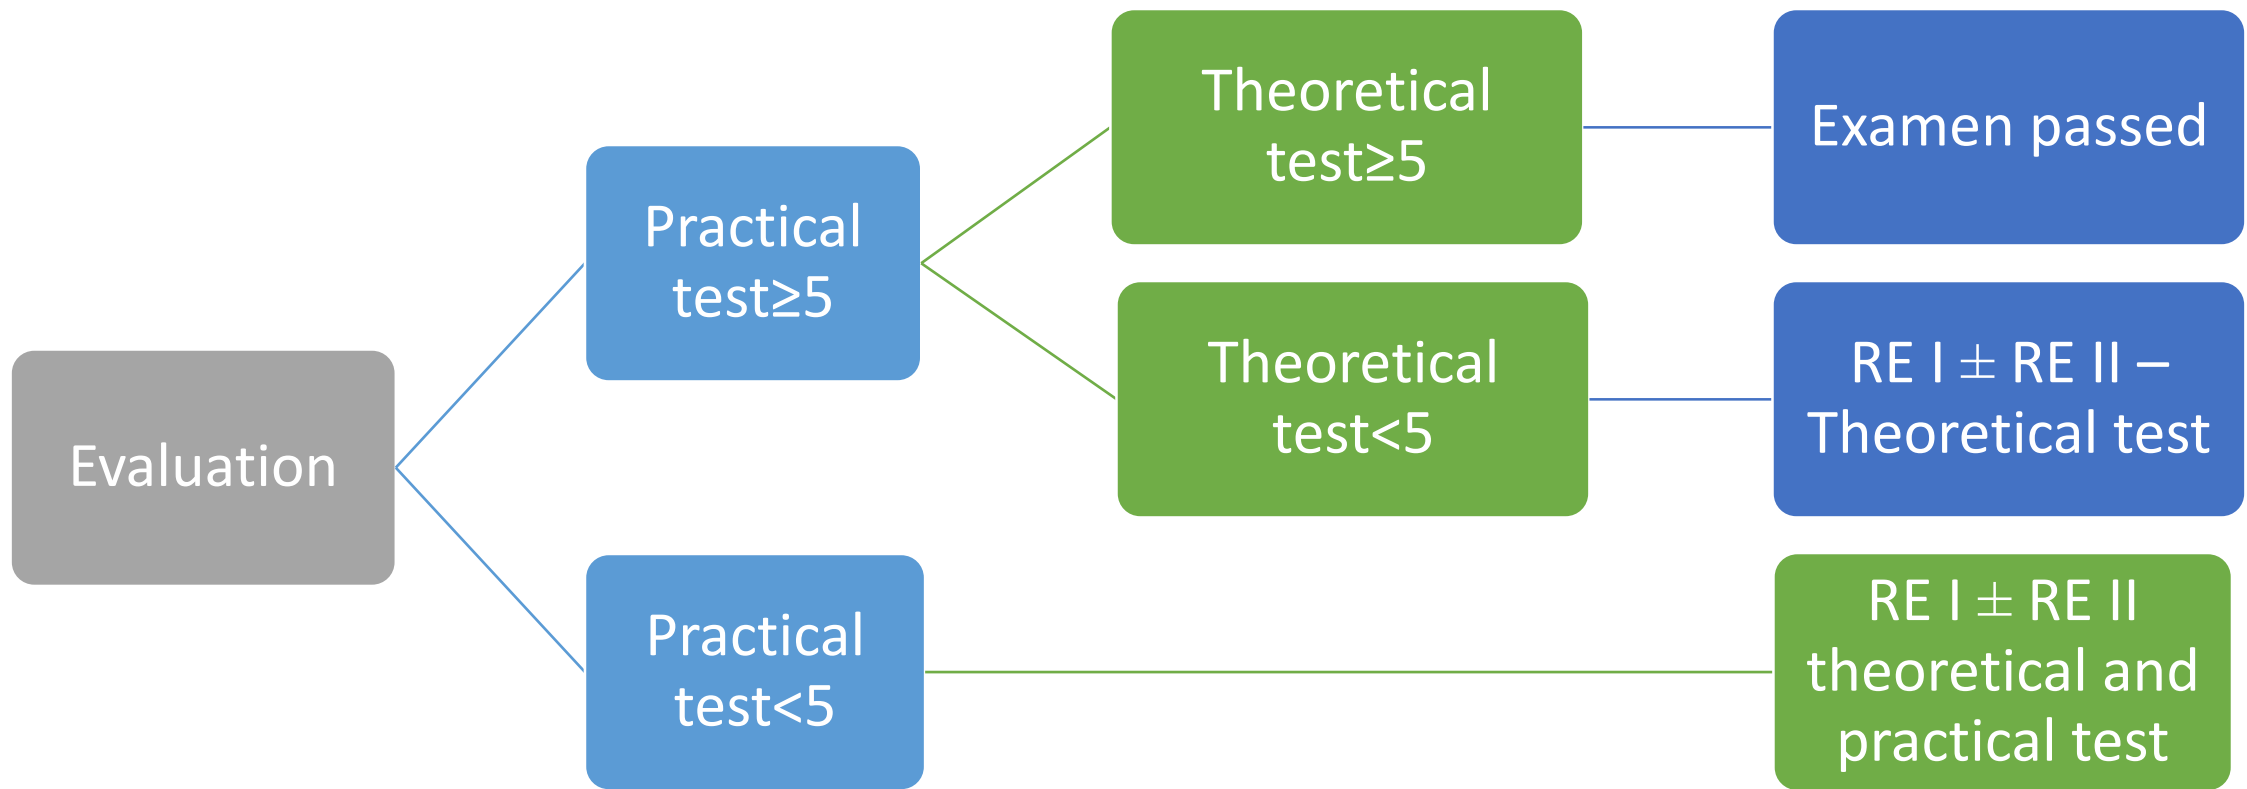 Evaluation
Practical
test≥5
Theoretical
test≥5
Examen passed
Theoretical
test<5
RE I ± RE II –
Theoretical test
Practical
test<5
RE I ± RE II
theoretical and
practical test